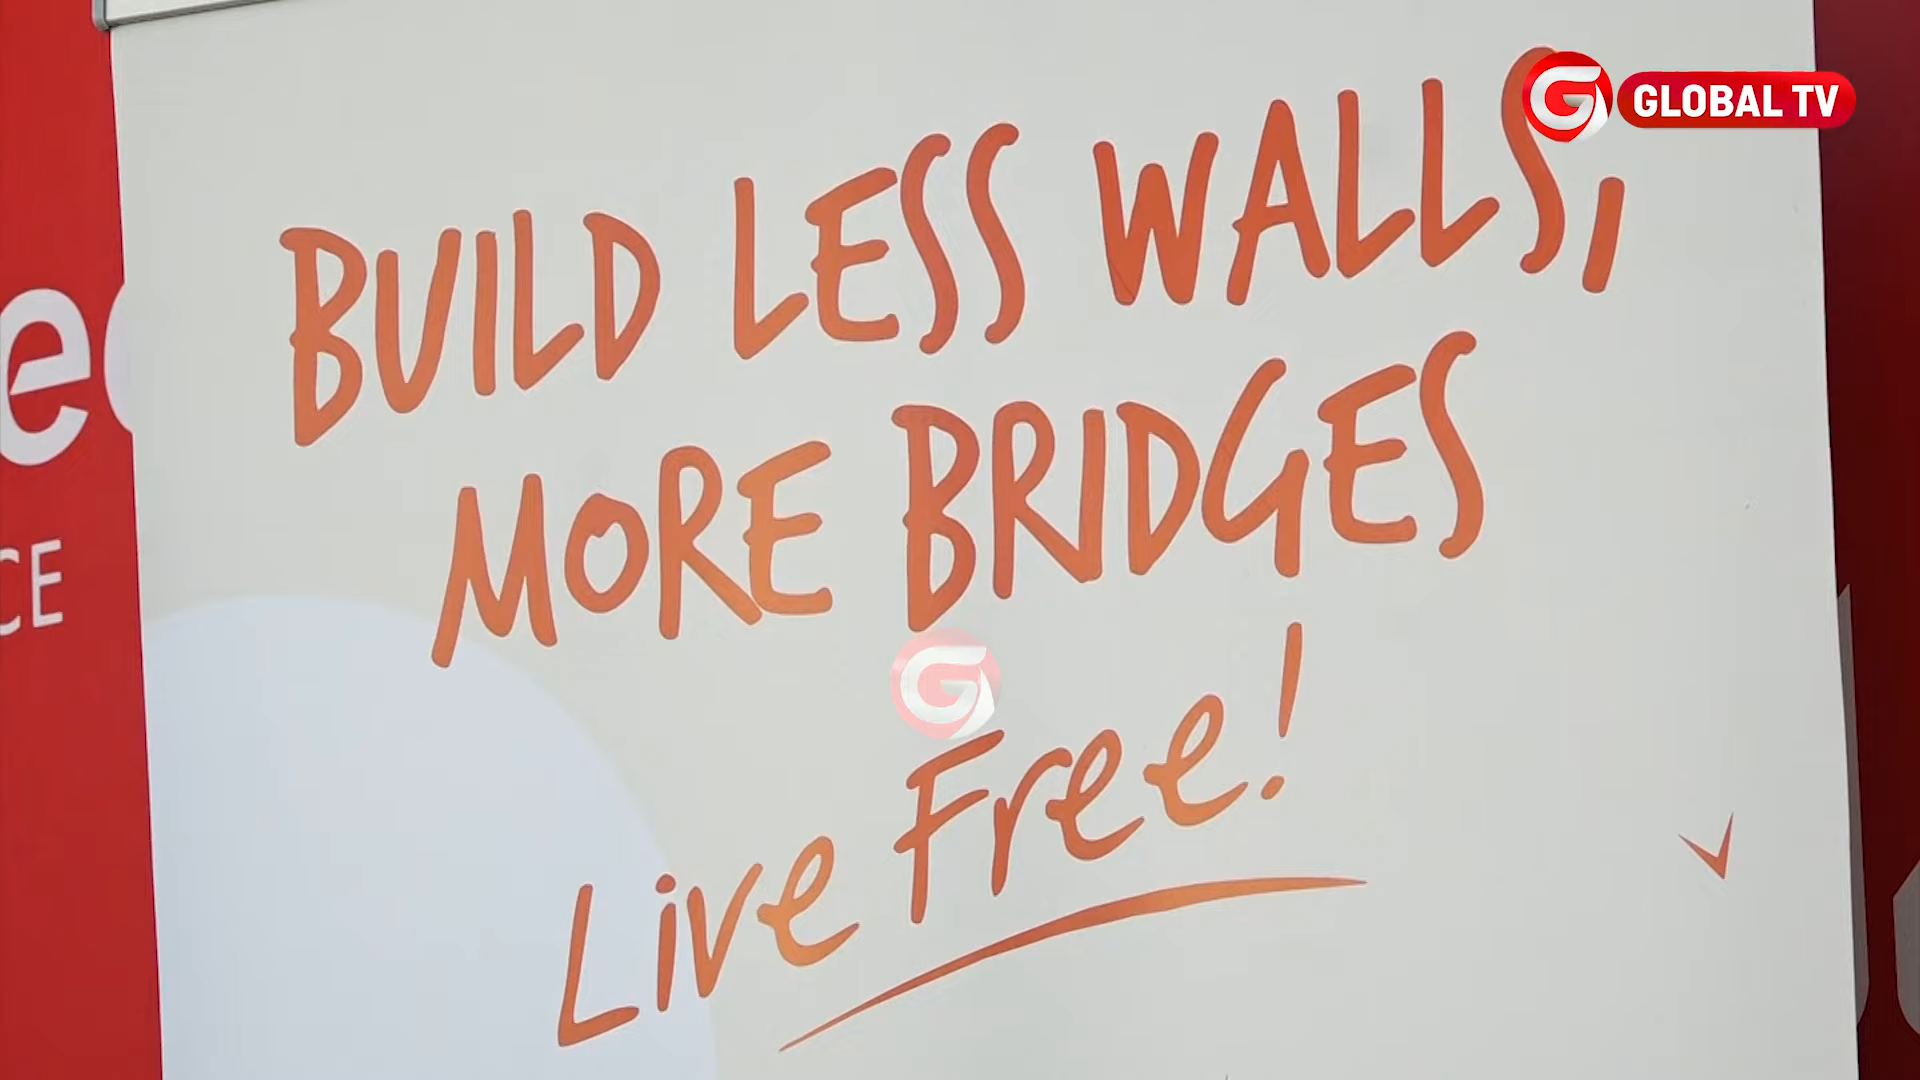 GLOBAL TV
BUILD LESS WALLS,
MORE BRIDGES
Live Free!
CE